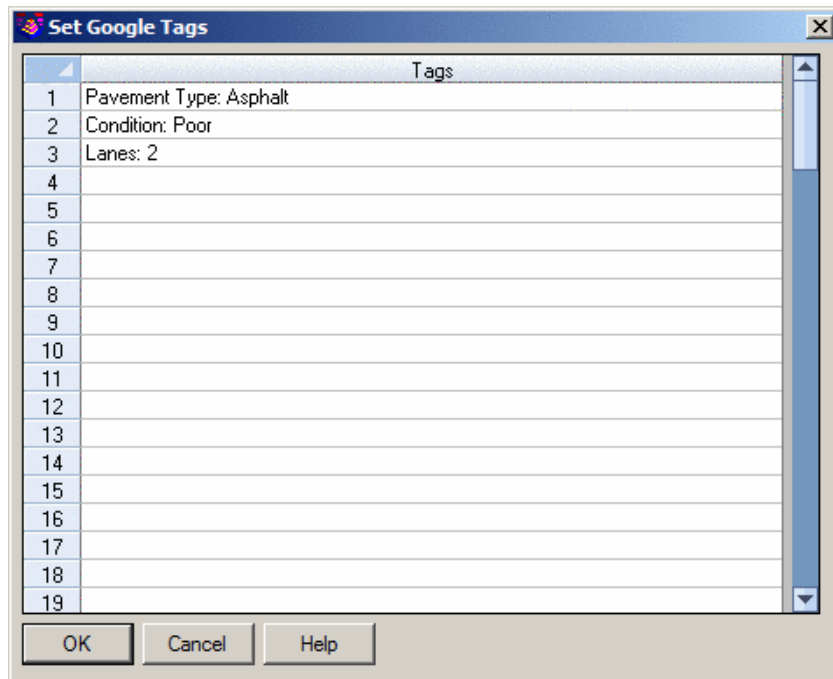 Set Google Tags
Tags
1 Pavement Type: Asphalt
2 Condition: Poor
3 Lanes: 2
4
5
6
7
8
9
10
11
12
13
14
15
16
17
18
19
OK Cancel Help